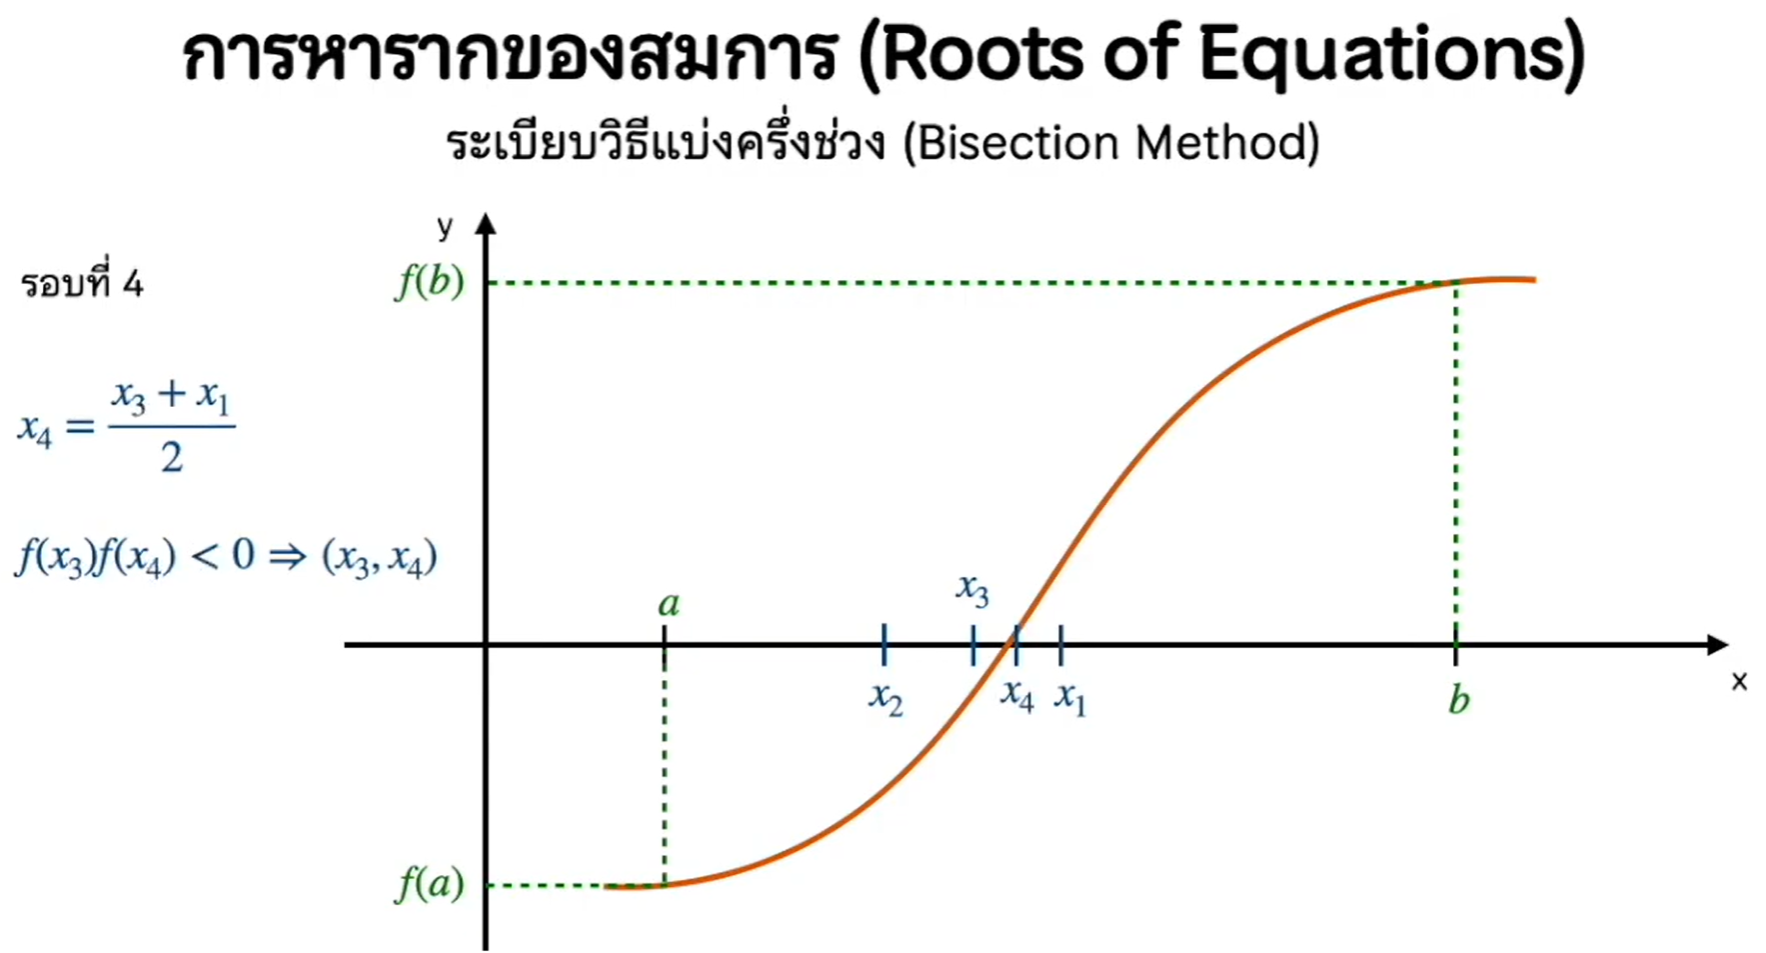 การหารากของสมการ (Roots of Equations)
ระเบียบวิธีแบ่งครึ่งช่วง (Bisection Method)
รอบที่ 4
x₄ = (x₃ + x₁)/2
f(x₃)f(x₄) < 0 ⇒ (x₃, x₄)
y
f(b)
a
x₃
x₂
x₄
x₁
b
x
f(a)